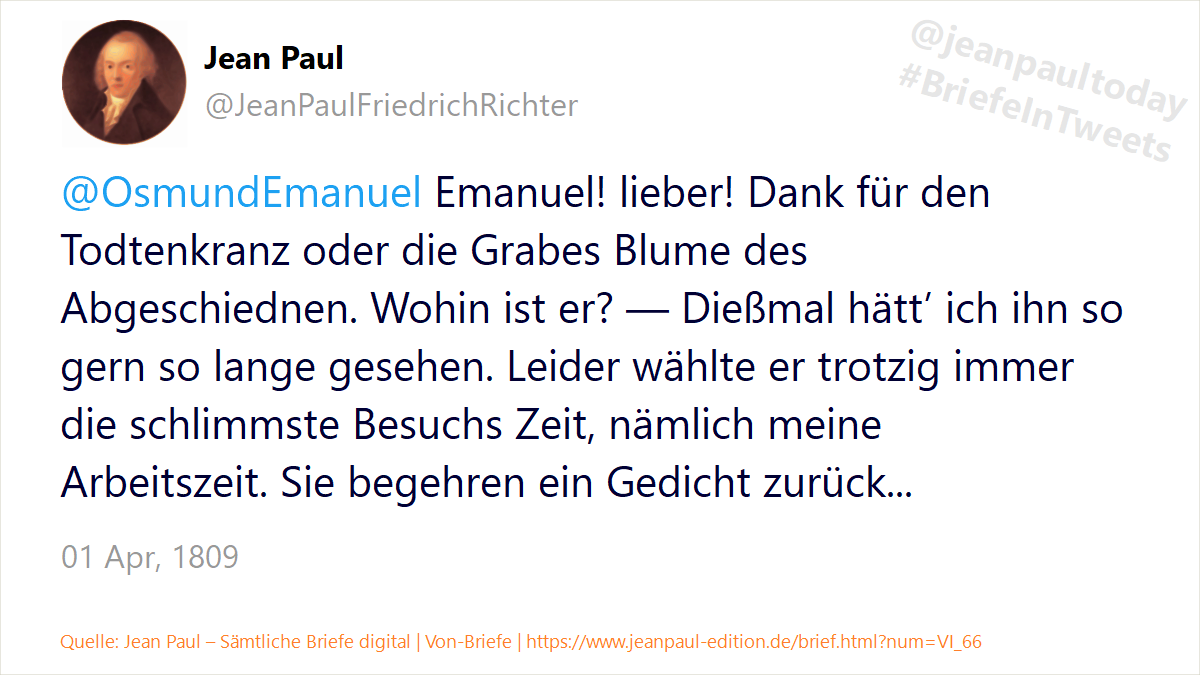 Jean Paul
@JeanPaulFriedrichRichter
@jeanpaultoday
#BriefeInTweets
@OsmundEmanuel Emanuel! lieber! Dank für den
Todtenkranz oder die Grabes Blume des
Abgeschiednen. Wohin ist er? — Dießmal hätt’ ich ihn so
gern so lange gesehen. Leider wählte er trotzig immer
die schlimmste Besuchs Zeit, nämlich meine
Arbeitszeit. Sie begehren ein Gedicht zurück...
01 Apr, 1809
Quelle: Jean Paul – Sämtliche Briefe digital | Von-Briefe | https://www.jeanpaul-edition.de/brief.html?num=VI_66